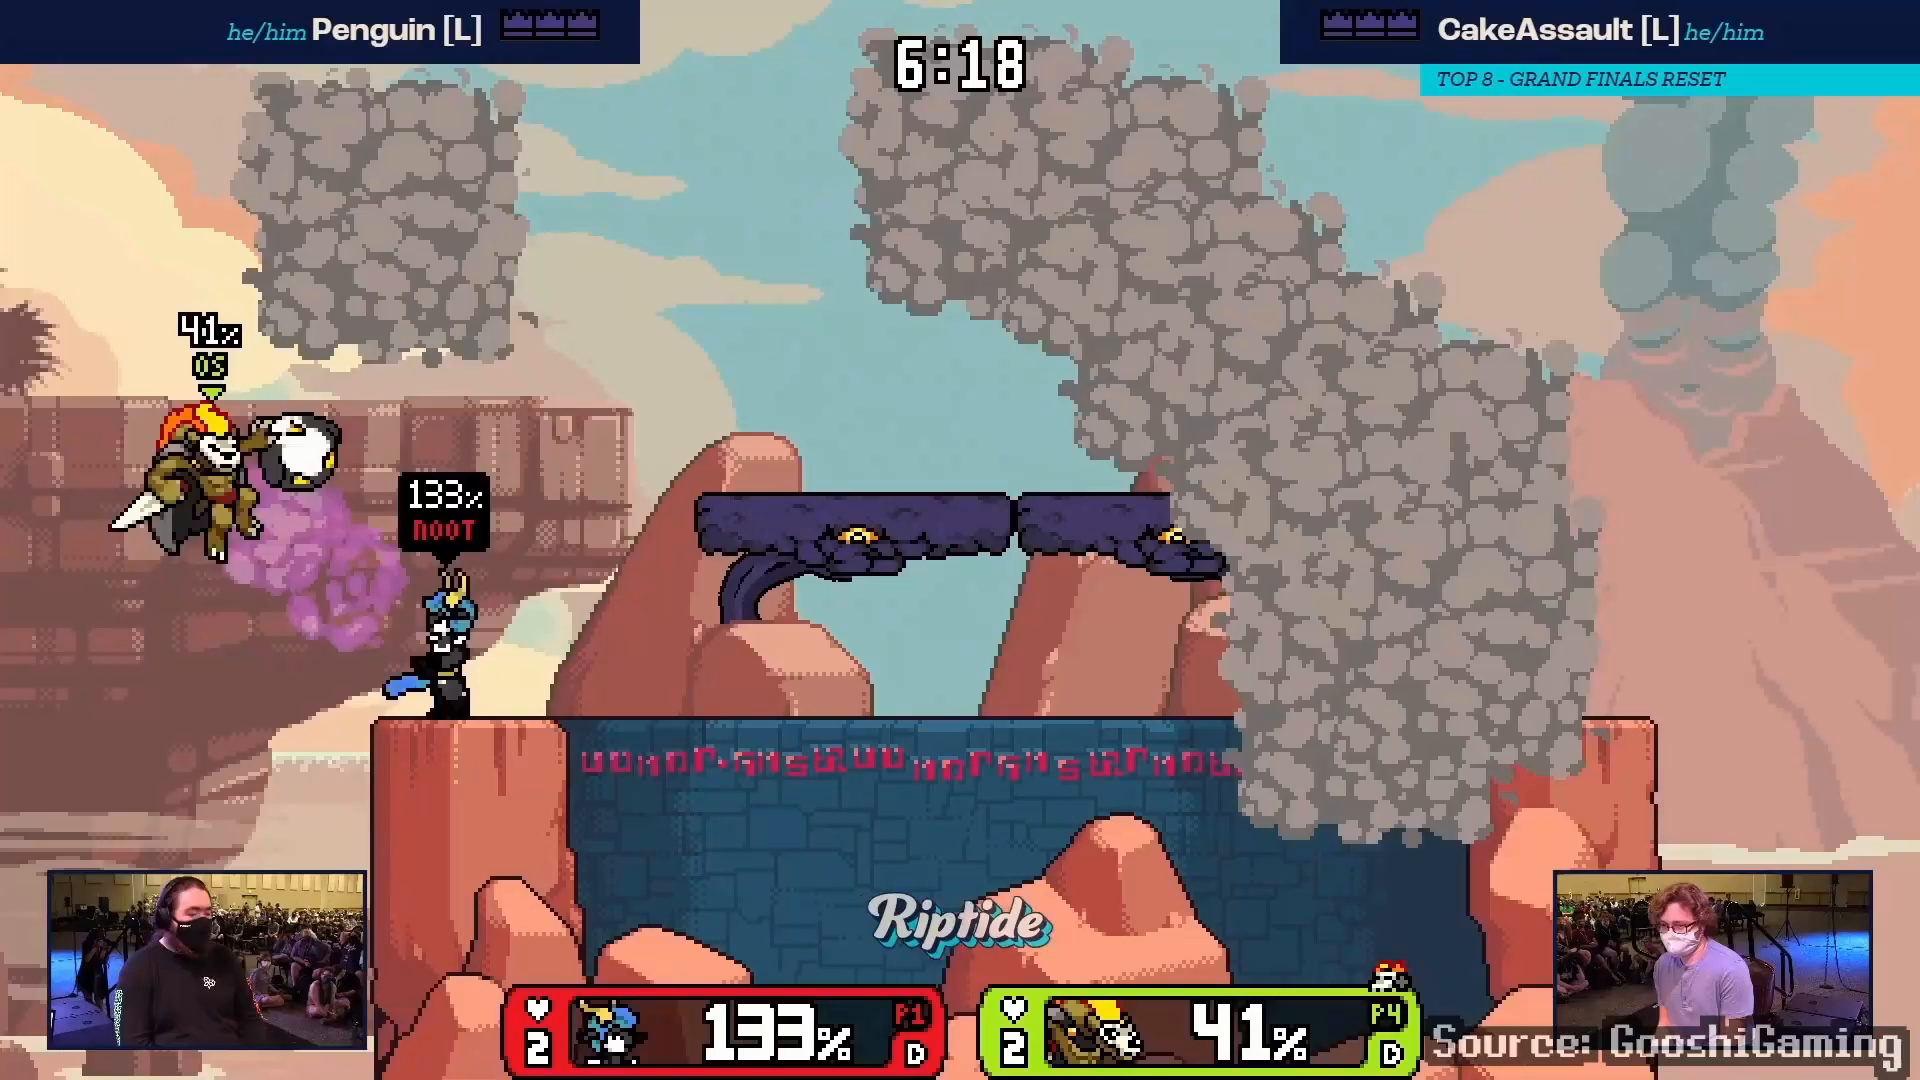 he/him Penguin [L]
6:18
CakeAssault [L] he/him
TOP 8 - GRAND FINALS RESET
41%
OS
133%
NOOT
Riptide
2
133%
P1
D
2
41%
P4
D
Source: GooshiGaming